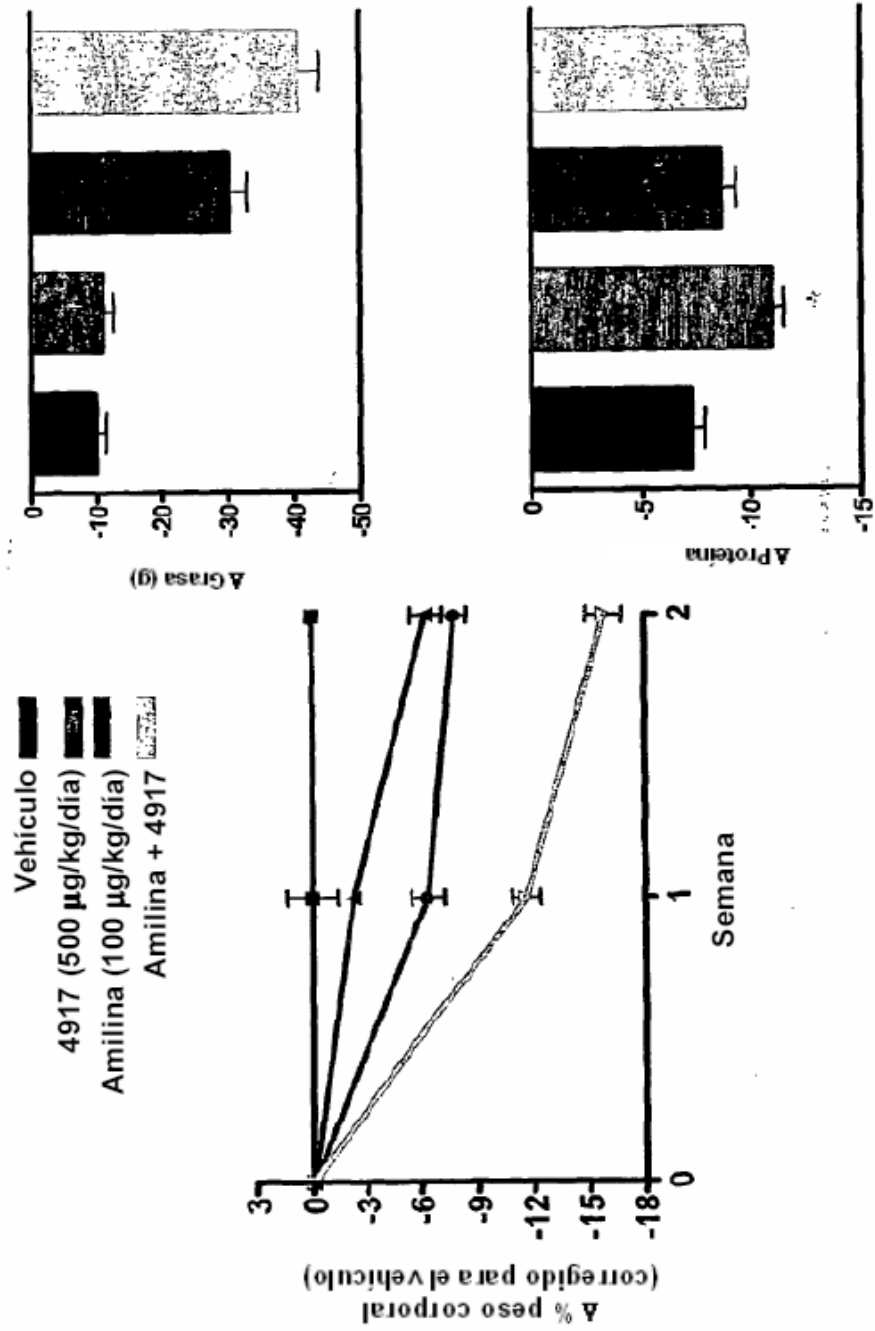 Vehículo
4917 (500 µg/kg/día)
Amilina (100 µg/kg/día)
Amilina + 4917
Δ % peso corporal
(corregido para el vehículo)
3
0
-3
-6
-9
-12
-15
-18
0
1
2
Semana
Δ Grasa (g)
0
-10
-20
-30
-40
-50
Δ Proteína
0
-5
-10
-15
*